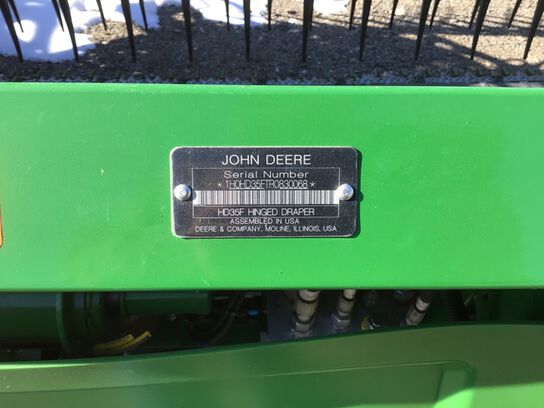 JOHN DEERE
Serial Number
*1H0HD35FTR0830068*
HD35F HINGED DRAPER
ASSEMBLED IN USA
DEERE & COMPANY, MOLINE, ILLINOIS, USA